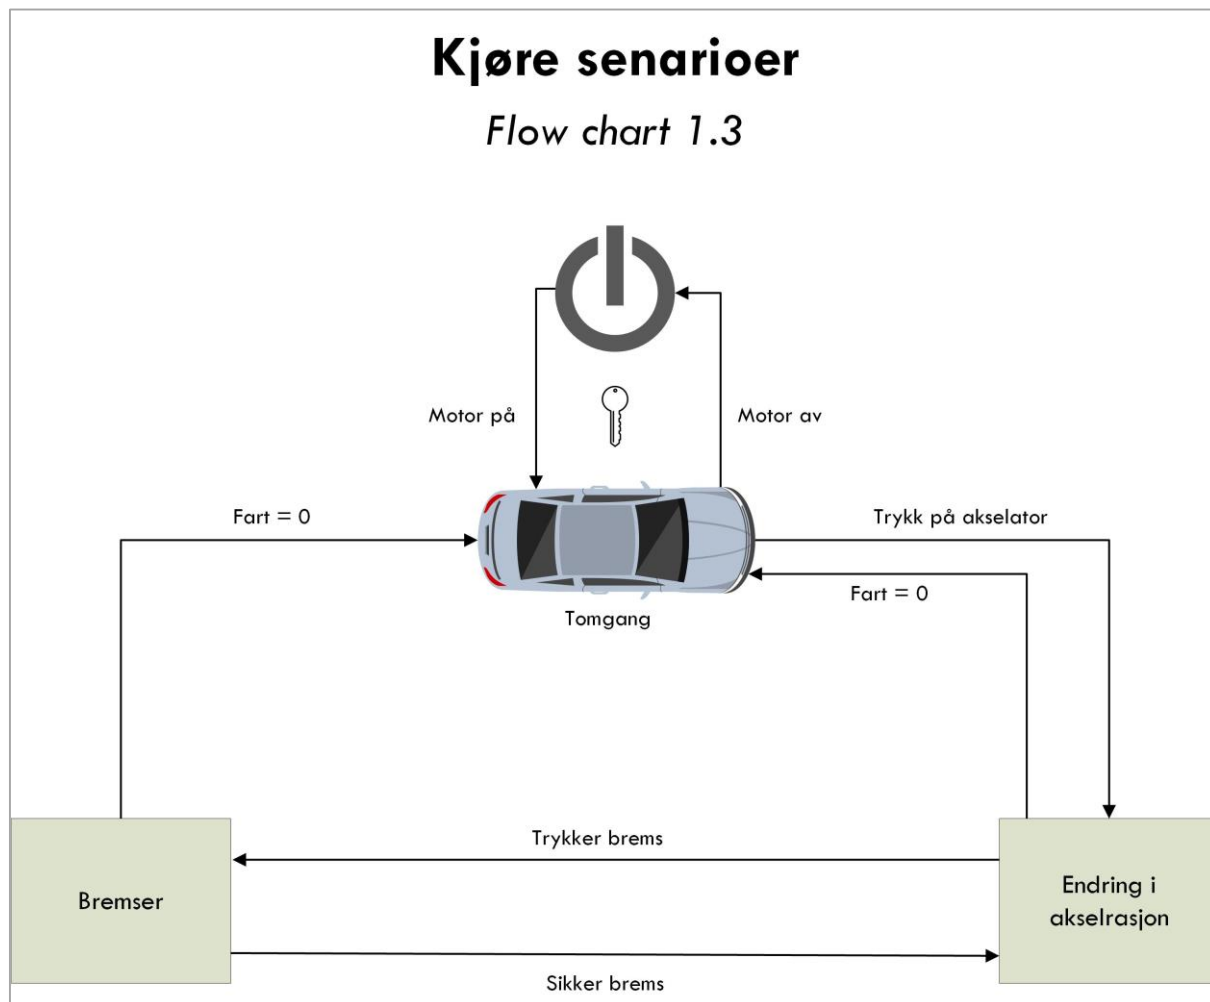 Kjøre senarioer
Flow chart 1.3
Motor på
Motor av
Fart = 0
Trykk på akselator
Fart = 0
Tomgang
Trykker brems
Bremser
Endring i
akselrasjon
Sikker brems